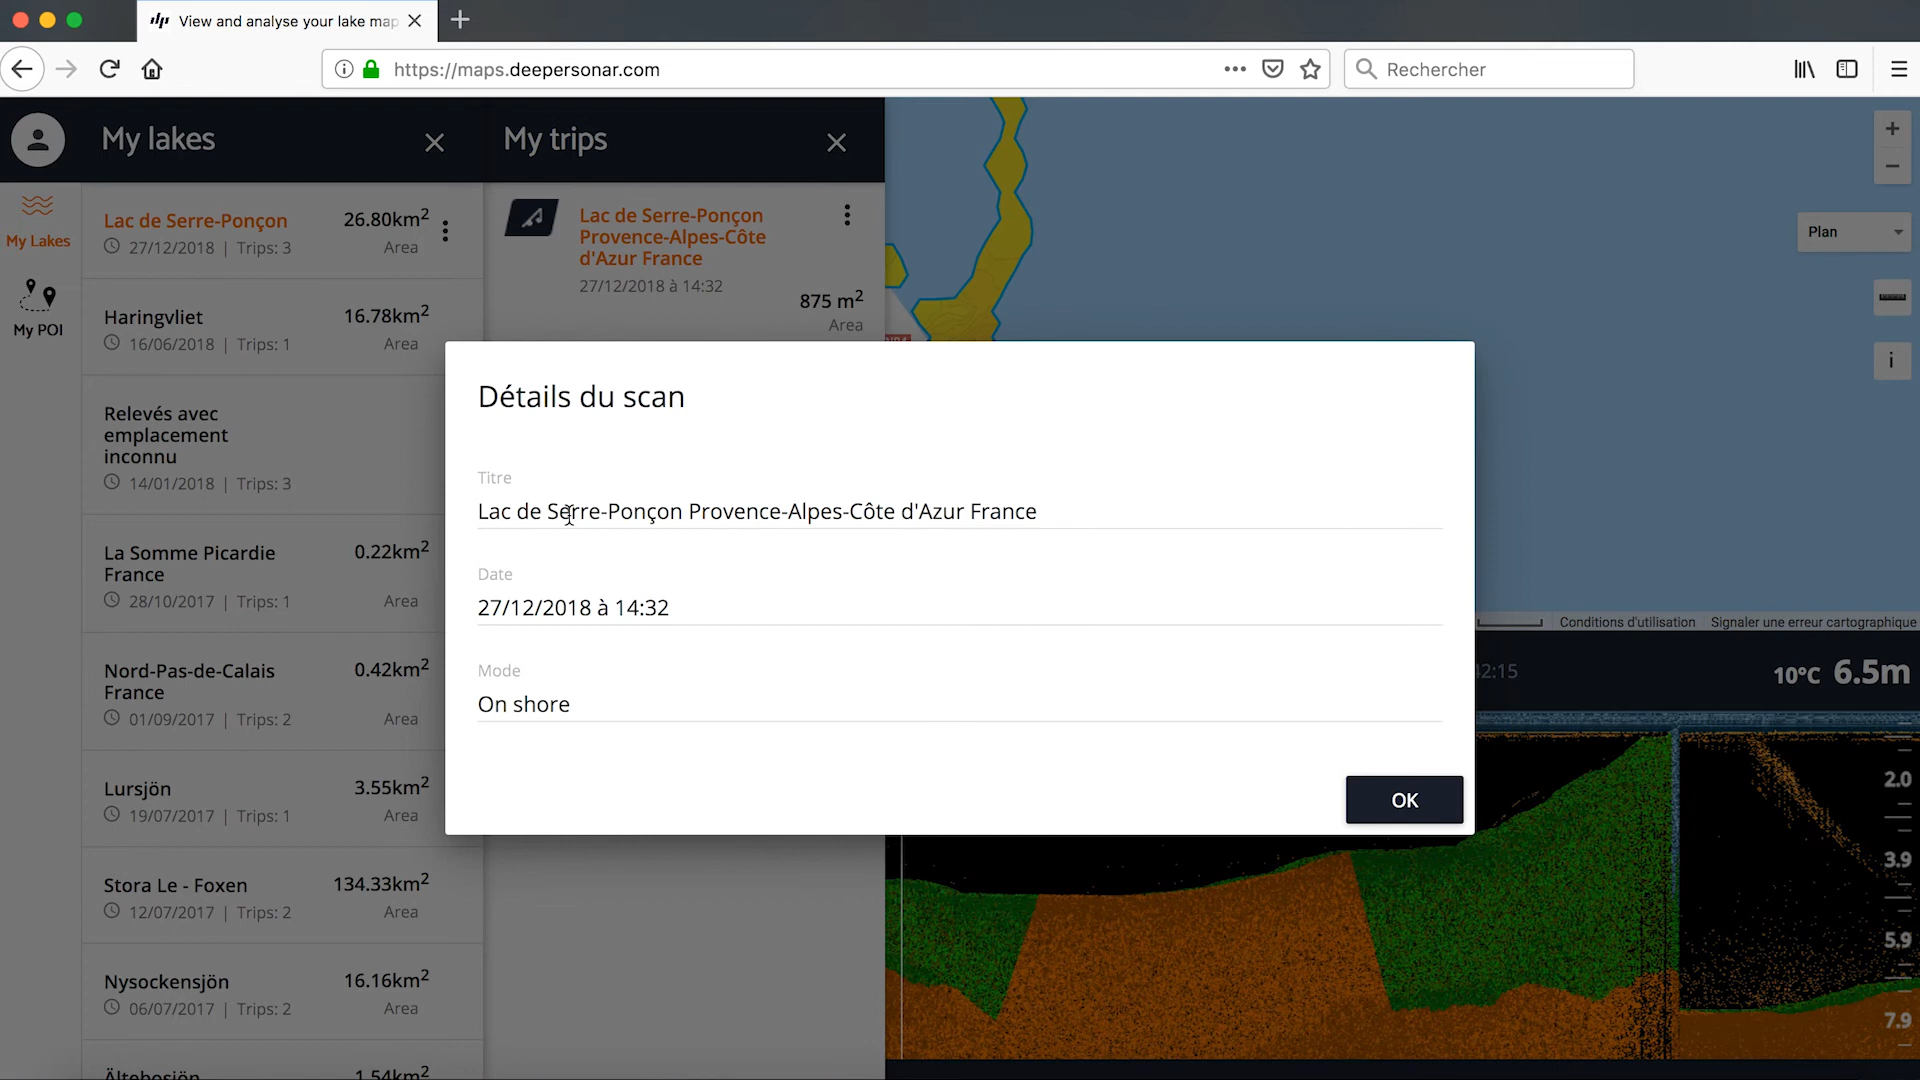 View and analyse your lake map
https://maps.deepersonar.com
Rechercher
My lakes
My trips
My Lakes
My POI
Lac de Serre-Ponçon
26.80km2
27/12/2018 | Trips: 3
Area
Haringvliet
16.78km2
16/06/2018 | Trips: 1
Area
Relevés avec
emplacement
inconnu
14/01/2018 | Trips: 3
La Somme Picardie
France
0.22km2
28/10/2017 | Trips: 1
Area
Nord-Pas-de-Calais
France
0.42km2
01/09/2017 | Trips: 2
Area
Lursjön
3.55km2
19/07/2017 | Trips: 1
Area
Stora Le - Foxen
134.33km2
12/07/2017 | Trips: 2
Area
Nysockensjön
16.16km2
06/07/2017 | Trips: 2
Area
1.54km2
Lac de Serre-Ponçon
Provence-Alpes-Côte
d'Azur France
27/12/2018 à 14:32
875 m2
Area
Plan
Détails du scan
Titre
Lac de Serre-Ponçon Provence-Alpes-Côte d'Azur France
Date
27/12/2018 à 14:32
Mode
On shore
OK
Conditions d'utilisation
Signaler une erreur cartographique
2:15
10°C 6.5m
2.0
3.9
5.9
7.9